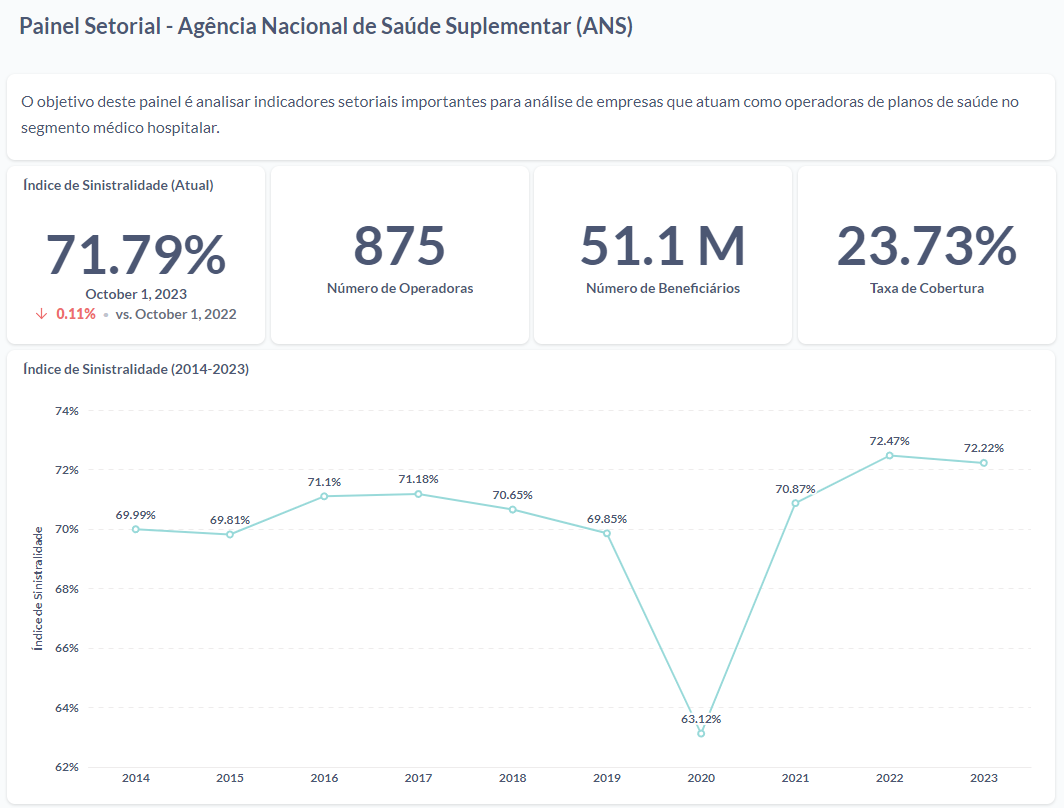 Painel Setorial - Agência Nacional de Saúde Suplementar (ANS)
O objetivo deste painel é analisar indicadores setoriais importantes para análise de empresas que atuam como operadoras de planos de saúde no
segmento médico hospitalar.
Índice de Sinistralidade (Atual)
71.79%
October 1, 2023
↓ 0.11% • vs. October 1, 2022
875
Número de Operadoras
51.1 M
Número de Beneficiários
23.73%
Taxa de Cobertura
Índice de Sinistralidade (2014-2023)
Índice de Sinistralidade
74%
72%
70%
68%
66%
64%
62%
69.99%
69.81%
71.1%
71.18%
70.65%
69.85%
63.12%
70.87%
72.47%
72.22%
2014
2015
2016
2017
2018
2019
2020
2021
2022
2023